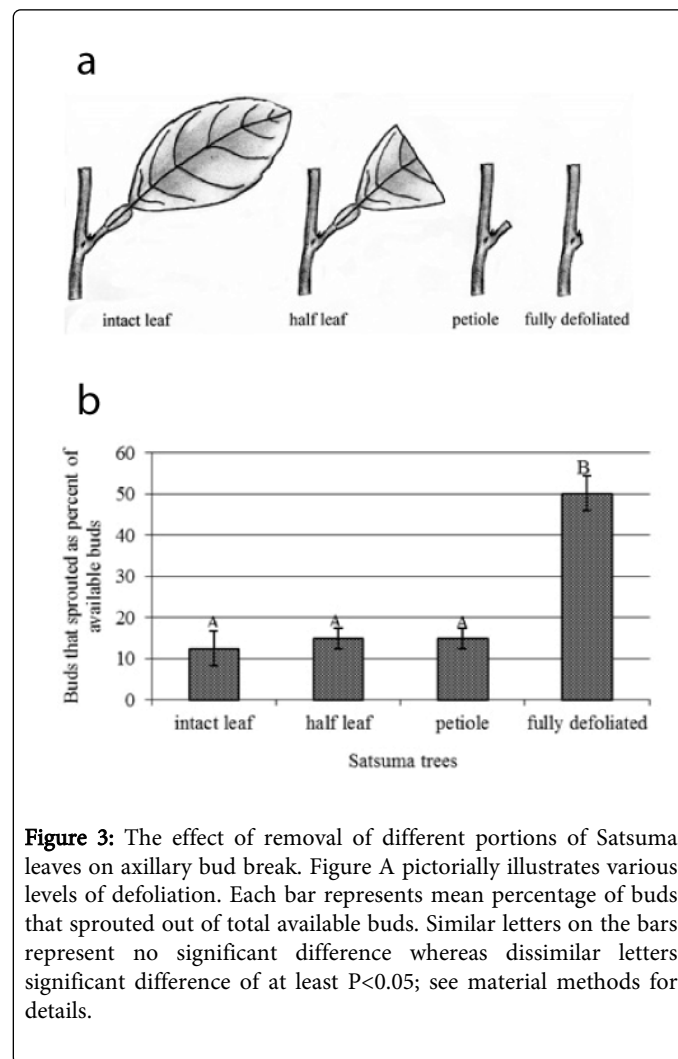 a
intact leaf half leaf petiole fully defoliated
b
Buds that sprouted as percent of
available buds
60
50
40
30
20
10
0
A A A B
intact leaf half leaf petiole fully defoliated
Satsuma trees
Figure 3: The effect of removal of different portions of Satsuma
leaves on axillary bud break. Figure A pictorially illustrates various
levels of defoliation. Each bar represents mean percentage of buds
that sprouted out of total available buds. Similar letters on the bars
represent no significant difference whereas dissimilar letters
significant difference of at least P<0.05; see material methods for
details.